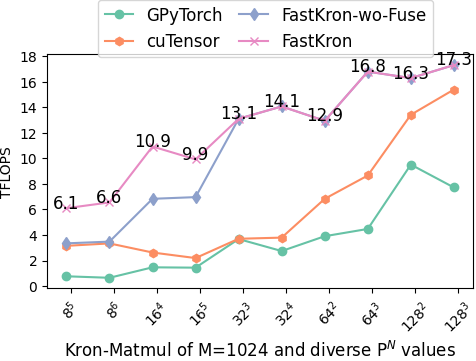 GPyTorch FastKron-wo-Fuse
cuTensor FastKron
TFLOPS
18
16
14
12
10
8
6
4
2
0
6.1 6.6 10.9 9.9 13.1 14.1 12.9 16.8 16.3 17.3
8⁵ 8⁶ 16⁴ 16⁵ 32³ 32⁴ 64² 64³ 128² 128³
Kron-Matmul of M=1024 and diverse Pᴺ values